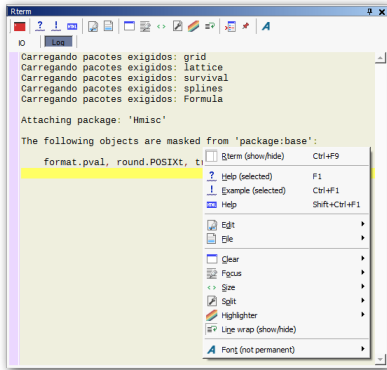 Rterm
IO
Log
Carregando pacotes exigidos: grid
Carregando pacotes exigidos: lattice
Carregando pacotes exigidos: survival
Carregando pacotes exigidos: splines
Carregando pacotes exigidos: Formula
Attaching package: 'Hmisc'
The following objects are masked from 'package:base':
format.pval, round.POSIXt,
Rterm (show/hide) Ctrl+F9
Help (selected) F1
Example (selected) Ctrl+F1
Help Shift+Ctrl+F1
Edit
File
Clear
Focus
Size
Split
Highlighter
Line wrap (show/hide)
Font (not permanent)